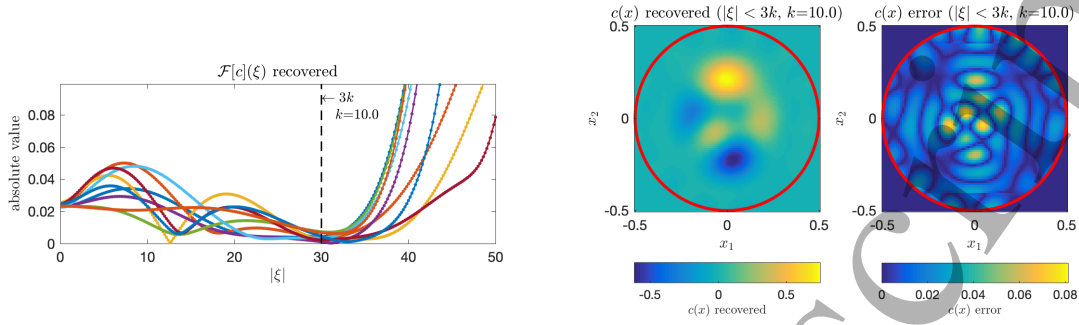 F[c](ξ) recovered
absolute value
0.08
0.06
0.04
0.02
0
← 3k
k=10.0
0 10 20 30 40 50
|ξ|
c(x) recovered (|ξ| < 3k, k=10.0)
x₂
0.5
0
-0.5
-0.5 0 0.5
x₁
-0.5 0 0.5
c(x) recovered
c(x) error (|ξ| < 3k, k=10.0)
x₂
0.5
0
-0.5
-0.5 0 0.5
x₁
0 0.02 0.04 0.06 0.08
c(x) error